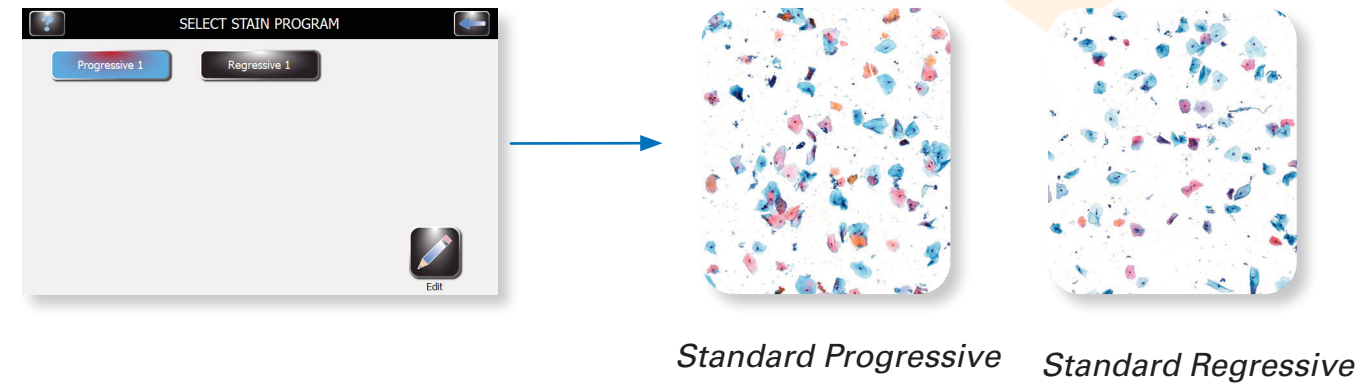 ?
SELECT STAIN PROGRAM
Progressive 1
Regressive 1
Edit
Standard Progressive
Standard Regressive